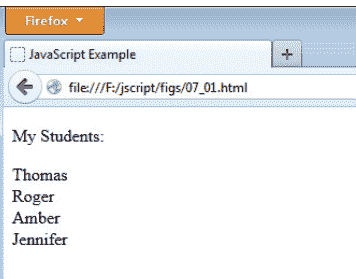 Firefox
JavaScript Example
file:///F:/jscript/figs/07_01.html
My Students:
Thomas
Roger
Amber
Jennifer